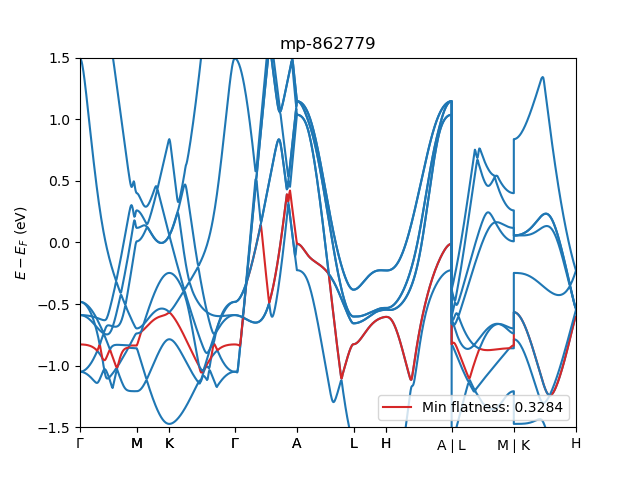 mp-862779
E − E_F (eV)
1.5
1.0
0.5
0.0
−0.5
−1.0
−1.5
Min flatness: 0.3284
Γ M K Γ A L H A | L M | K H